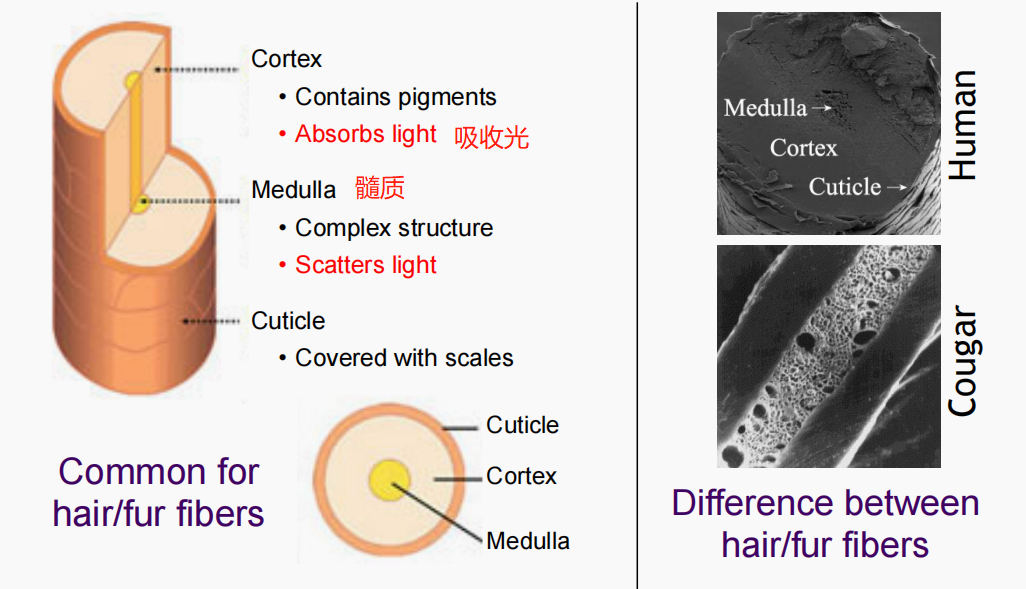 Cortex
• Contains pigments
• Absorbs light 吸收光
Medulla 髓质
• Complex structure
• Scatters light
Cuticle
• Covered with scales
Cuticle
Cortex
Medulla
Common for
hair/fur fibers
Medulla
Cortex
Cuticle
Human
Cougar
Difference between
hair/fur fibers